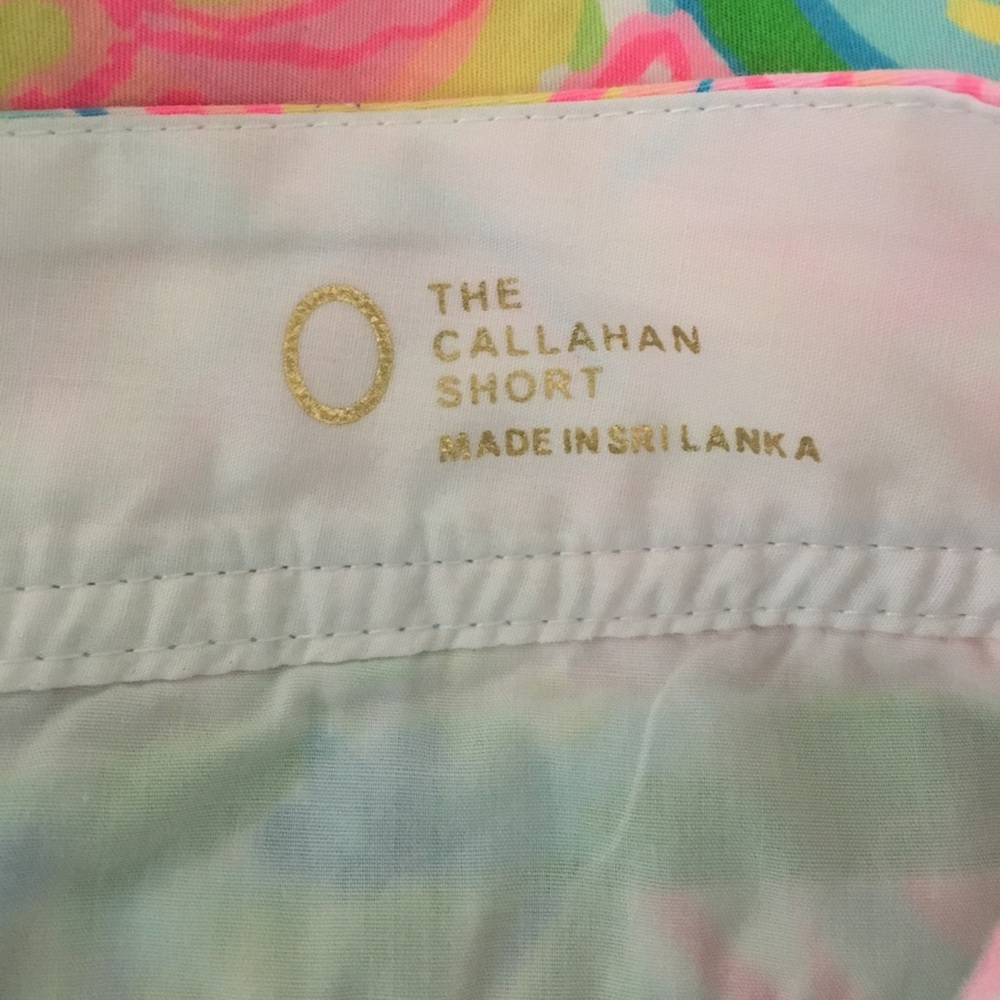 0
THE
CALLAHAN
SHORT
MADE IN SRI LANKA